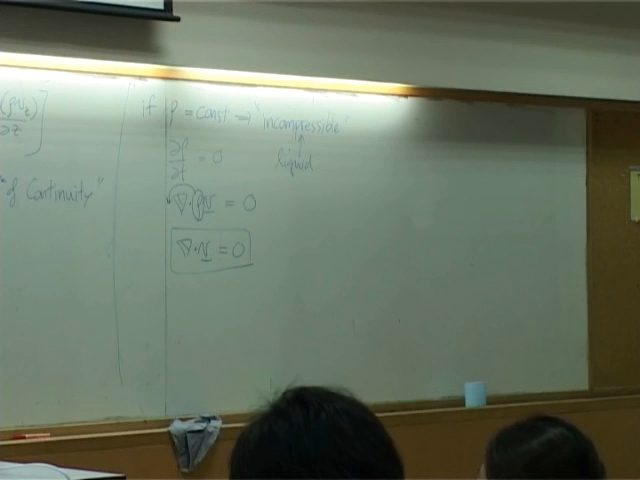 (ρv_z)
∂z
"of Continuity"
if ρ = const ⟹ "incompressible"
liquid
∂ρ/∂t = 0
∇·ρv = 0
∇·v = 0